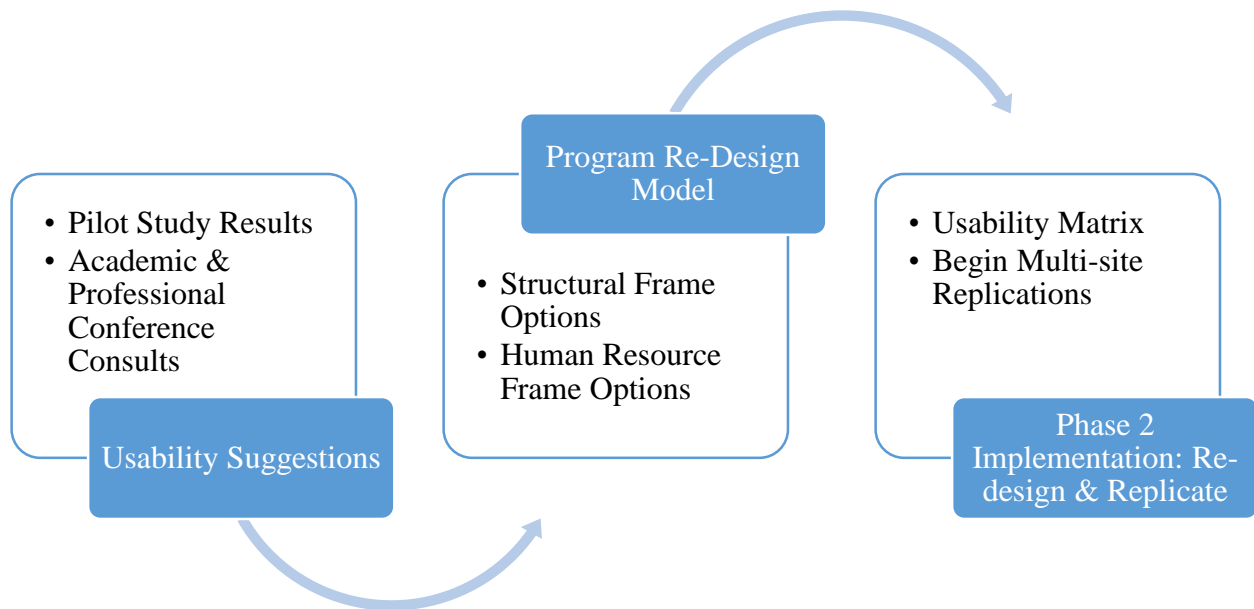 • Pilot Study Results
• Academic &
Professional
Conference
Consults
Usability Suggestions
Program Re-Design
Model
• Structural Frame
Options
• Human Resource
Frame Options
• Usability Matrix
• Begin Multi-site
Replications
Phase 2
Implementation: Re-
design & Replicate